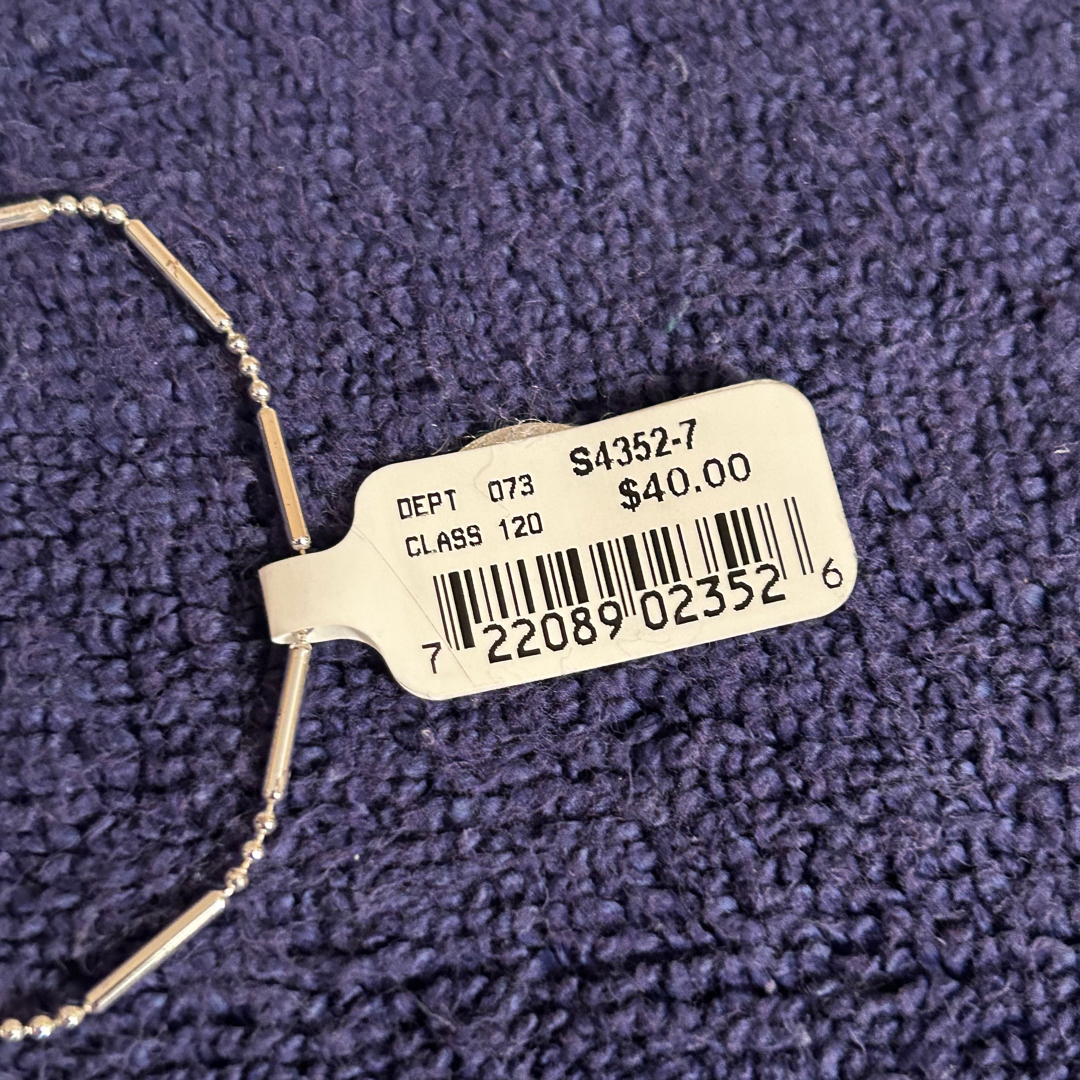 S4352-7
$40.00
DEPT 073
CLASS 120
7 22089 02352 6